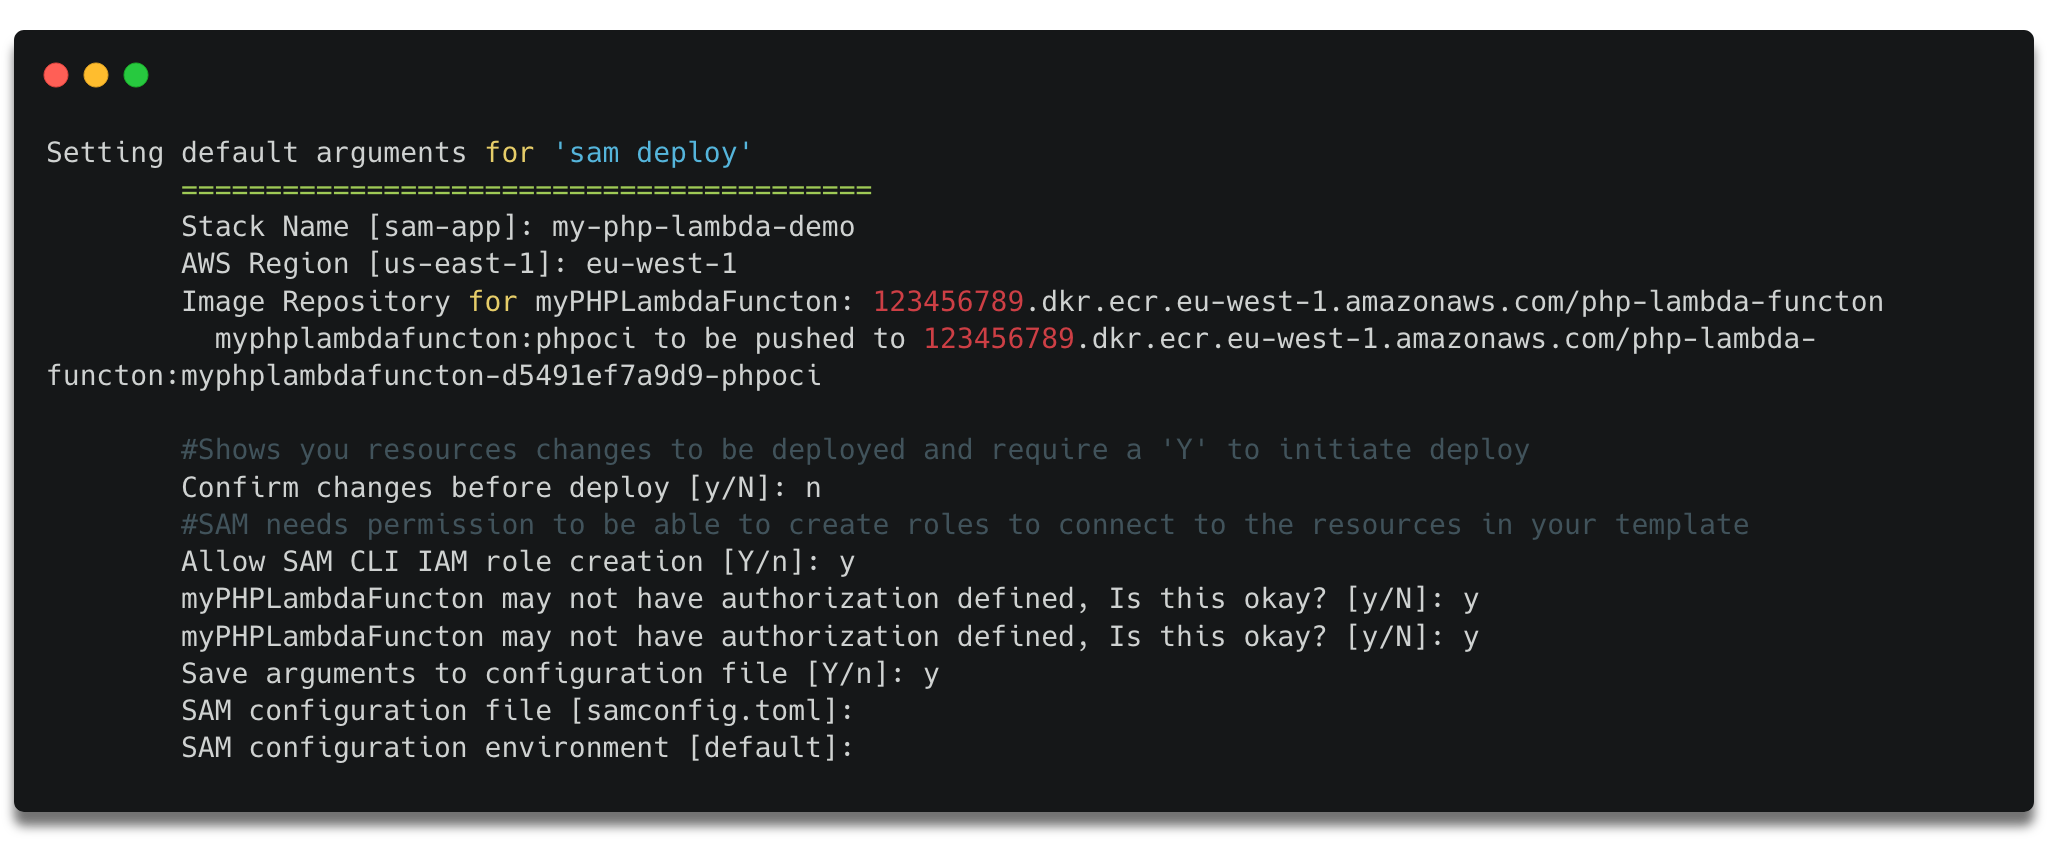 Setting default arguments for 'sam deploy'
=========================================
Stack Name [sam-app]: my-php-lambda-demo
AWS Region [us-east-1]: eu-west-1
Image Repository for myPHPLambdaFuncton: 123456789.dkr.ecr.eu-west-1.amazonaws.com/php-lambda-functon
myphplambdafuncton:phpoci to be pushed to 123456789.dkr.ecr.eu-west-1.amazonaws.com/php-lambda-
functon:myphplambdafuncton-d5491ef7a9d9-phpoci
#Shows you resources changes to be deployed and require a 'Y' to initiate deploy
Confirm changes before deploy [y/N]: n
#SAM needs permission to be able to create roles to connect to the resources in your template
Allow SAM CLI IAM role creation [Y/n]: y
myPHPLambdaFuncton may not have authorization defined, Is this okay? [y/N]: y
myPHPLambdaFuncton may not have authorization defined, Is this okay? [y/N]: y
Save arguments to configuration file [Y/n]: y
SAM configuration file [samconfig.toml]:
SAM configuration environment [default]: